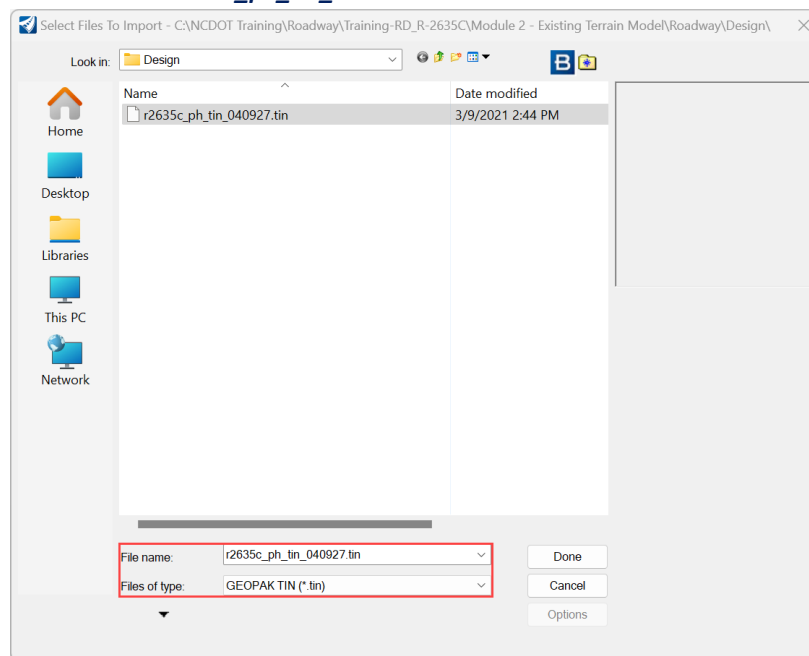 Select Files To Import - C:\NCDOT Training\Roadway\Training-RD_R-2635C\Module 2 - Existing Terrain Model\Roadway\Design\
Look in: Design
Name Date modified
r2635c_ph_tin_040927.tin 3/9/2021 2:44 PM
Home
Desktop
Libraries
This PC
Network
File name: r2635c_ph_tin_040927.tin Done
Files of type: GEOPAK TIN (*.tin) Cancel
Options